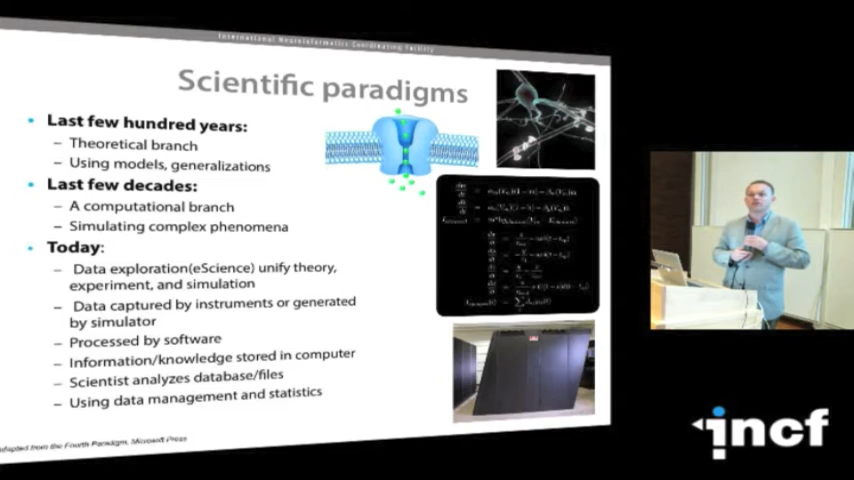 International Neuroinformatics Coordinating Facility
Scientific paradigms
• Last few hundred years:
– Theoretical branch
– Using models, generalizations
• Last few decades:
– A computational branch
– Simulating complex phenomena
• Today:
– Data exploration(eScience) unify theory,
experiment, and simulation
– Data captured by instruments or generated
by simulator
– Processed by software
– Information/knowledge stored in computer
– Scientist analyzes database/files
– Using data management and statistics
adapted from the Fourth Paradigm, Microsoft Press
incf